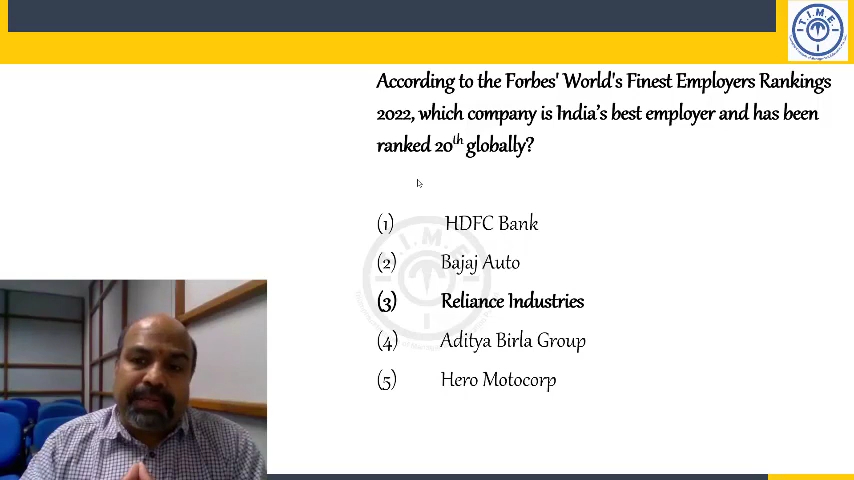 T.I.M.E.
According to the Forbes' World's Finest Employers Rankings
2022, which company is India's best employer and has been
ranked 20th globally?
(1) HDFC Bank
(2) Bajaj Auto
(3) Reliance Industries
(4) Aditya Birla Group
(5) Hero Motocorp